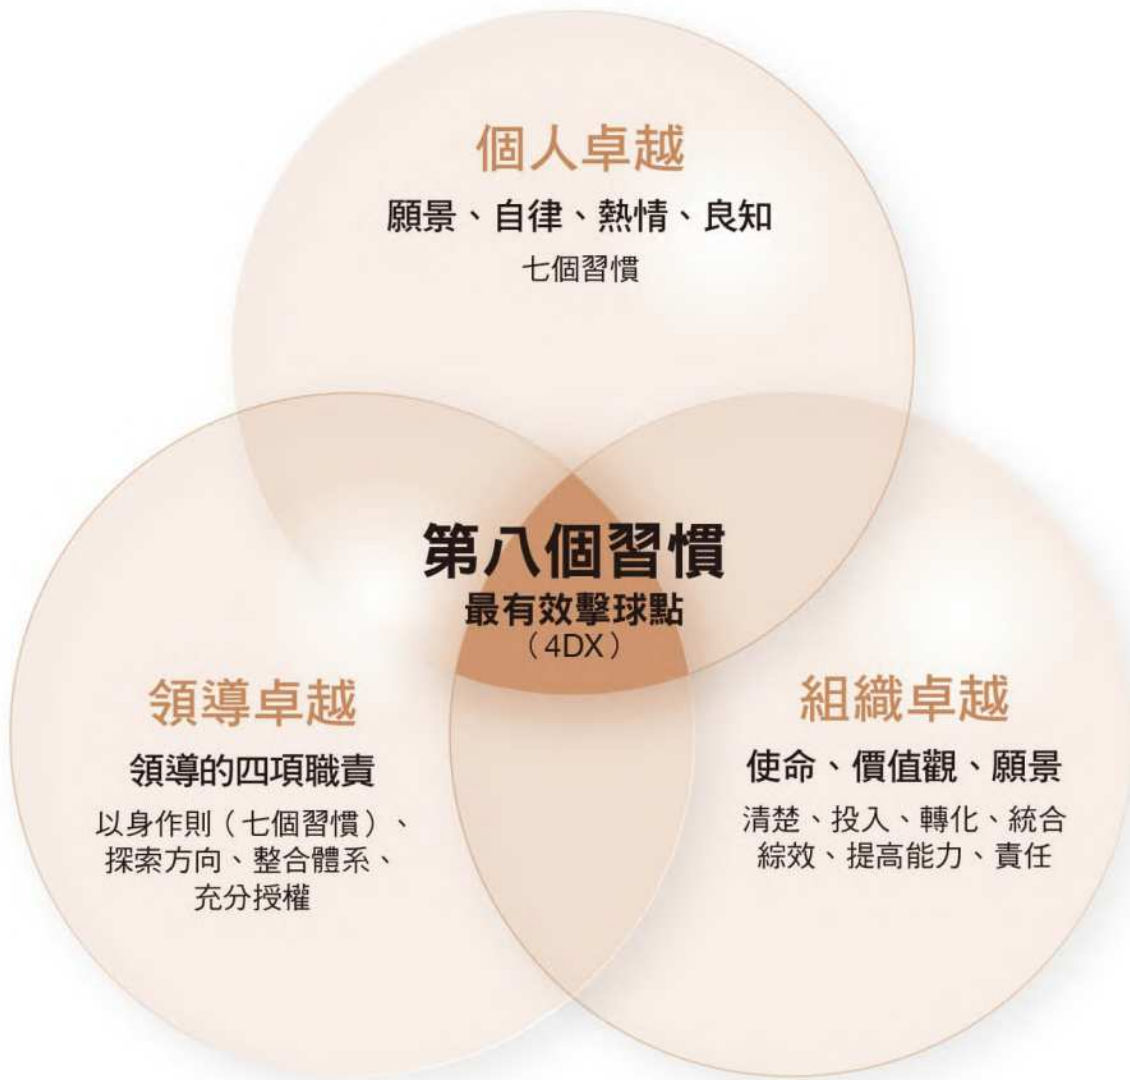 個人卓越
願景、自律、熱情、良知
七個習慣
第八個習慣
最有效擊球點
（4DX）
領導卓越
領導的四項職責
以身作則（七個習慣）、
探索方向、整合體系、
充分授權
組織卓越
使命、價值觀、願景
清楚、投入、轉化、統合
綜效、提高能力、責任